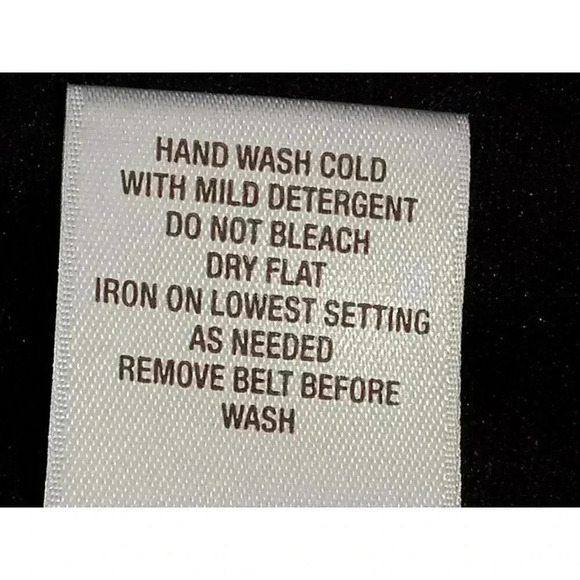 HAND WASH COLD
WITH MILD DETERGENT
DO NOT BLEACH
DRY FLAT
IRON ON LOWEST SETTING
AS NEEDED
REMOVE BELT BEFORE
WASH